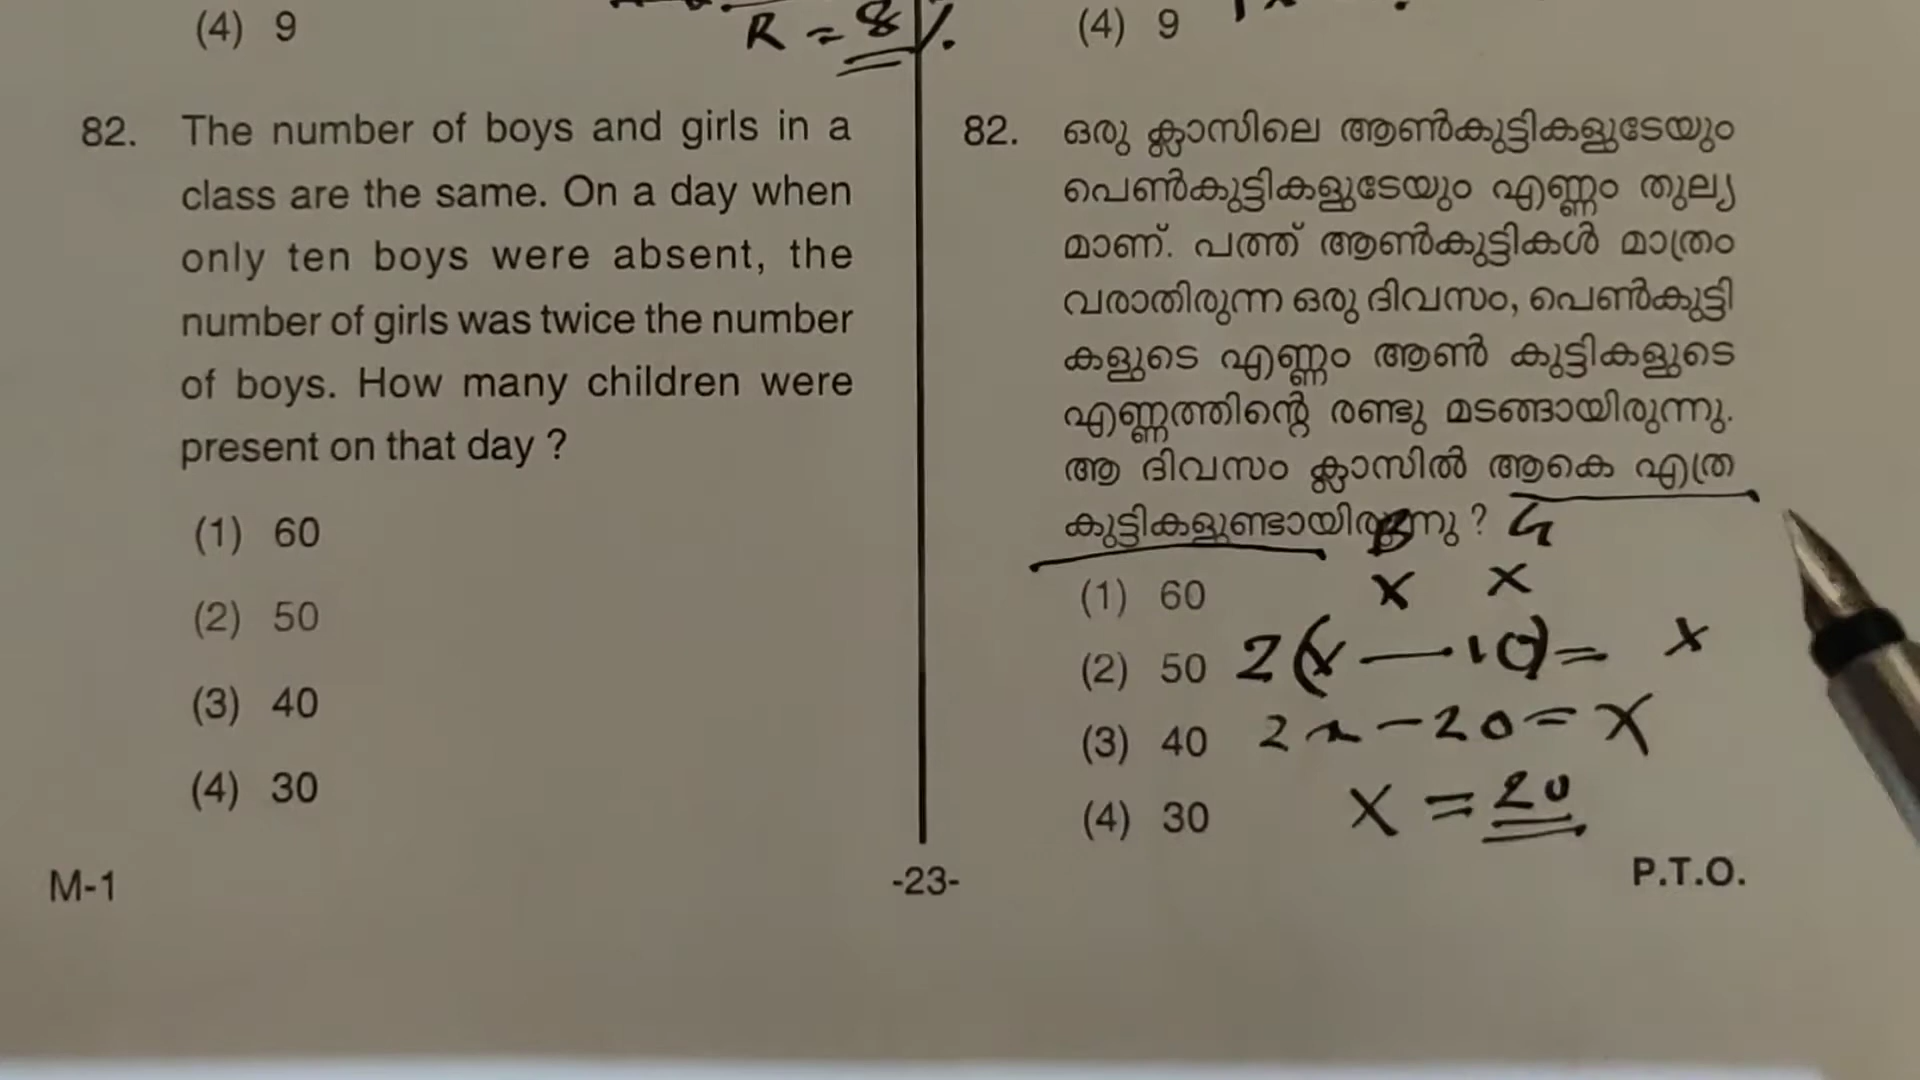 (4) 9
R = 8%
(4) 9
82. The number of boys and girls in a
class are the same. On a day when
only ten boys were absent, the
number of girls was twice the number
of boys. How many children were
present on that day ?
(1) 60
(2) 50
(3) 40
(4) 30
82. ഒരു ക്ലാസിലെ ആൺകുട്ടികളുടേയും
പെൺകുട്ടികളുടേയും എണ്ണം തുല്യ
മാണ്. പത്ത് ആൺകുട്ടികൾ മാത്രം
വരാതിരുന്ന ഒരു ദിവസം, പെൺകുട്ടി
കളുടെ എണ്ണം ആൺ കുട്ടികളുടെ
എണ്ണത്തിന്റെ രണ്ടു മടങ്ങായിരുന്നു.
ആ ദിവസം ക്ലാസിൽ ആകെ എത്ര
കുട്ടികളുണ്ടായിരുന്നു ?
B G
x x
(1) 60
(2) 50
2(x — 10) = x
(3) 40
2x - 20 = x
(4) 30
x = 20
M-1
-23-
P.T.O.